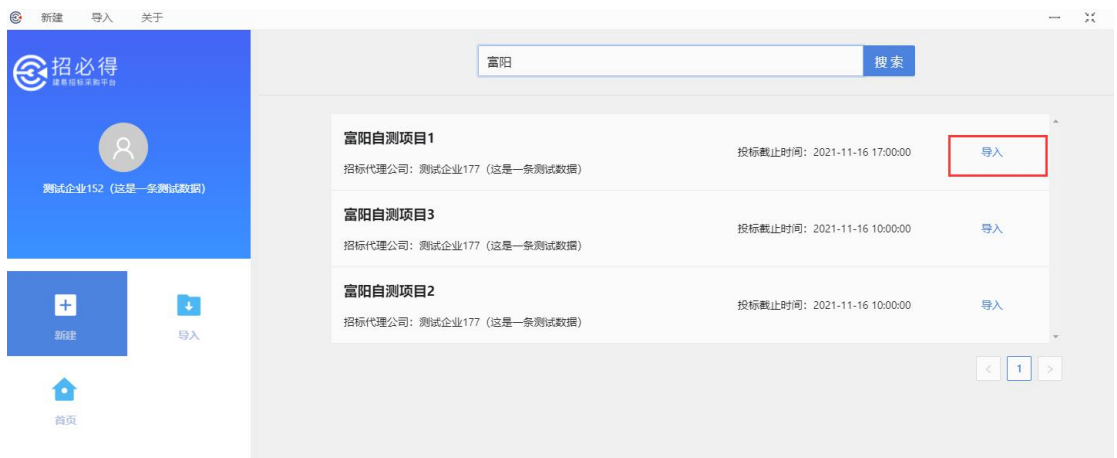 新建 导入 关于
招必得
建易招标采购平台
测试企业152（这是一条测试数据）
新建
导入
首页
富阳
搜索
富阳自测项目1
招标代理公司：测试企业177（这是一条测试数据）
投标截止时间：2021-11-16 17:00:00
导入
富阳自测项目3
招标代理公司：测试企业177（这是一条测试数据）
投标截止时间：2021-11-16 10:00:00
导入
富阳自测项目2
招标代理公司：测试企业177（这是一条测试数据）
投标截止时间：2021-11-16 10:00:00
导入
< 1 >